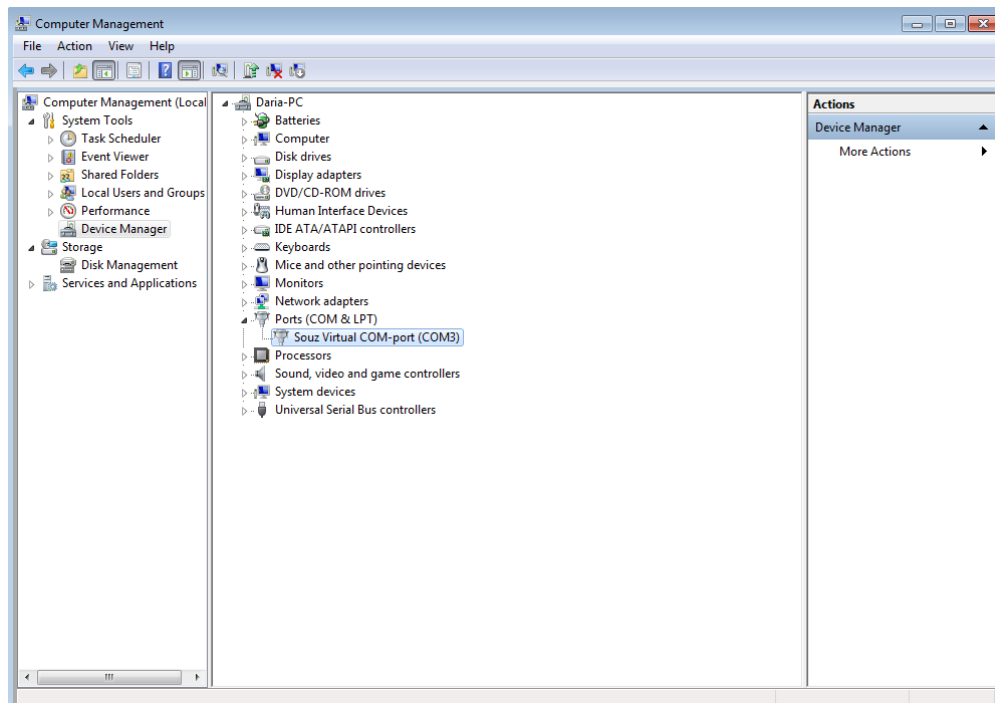 Computer Management
File Action View Help
Computer Management (Local
System Tools
Task Scheduler
Event Viewer
Shared Folders
Local Users and Groups
Performance
Device Manager
Storage
Disk Management
Services and Applications
Daria-PC
Batteries
Computer
Disk drives
Display adapters
DVD/CD-ROM drives
Human Interface Devices
IDE ATA/ATAPI controllers
Keyboards
Mice and other pointing devices
Monitors
Network adapters
Ports (COM & LPT)
Souz Virtual COM-port (COM3)
Processors
Sound, video and game controllers
System devices
Universal Serial Bus controllers
Actions
Device Manager
More Actions